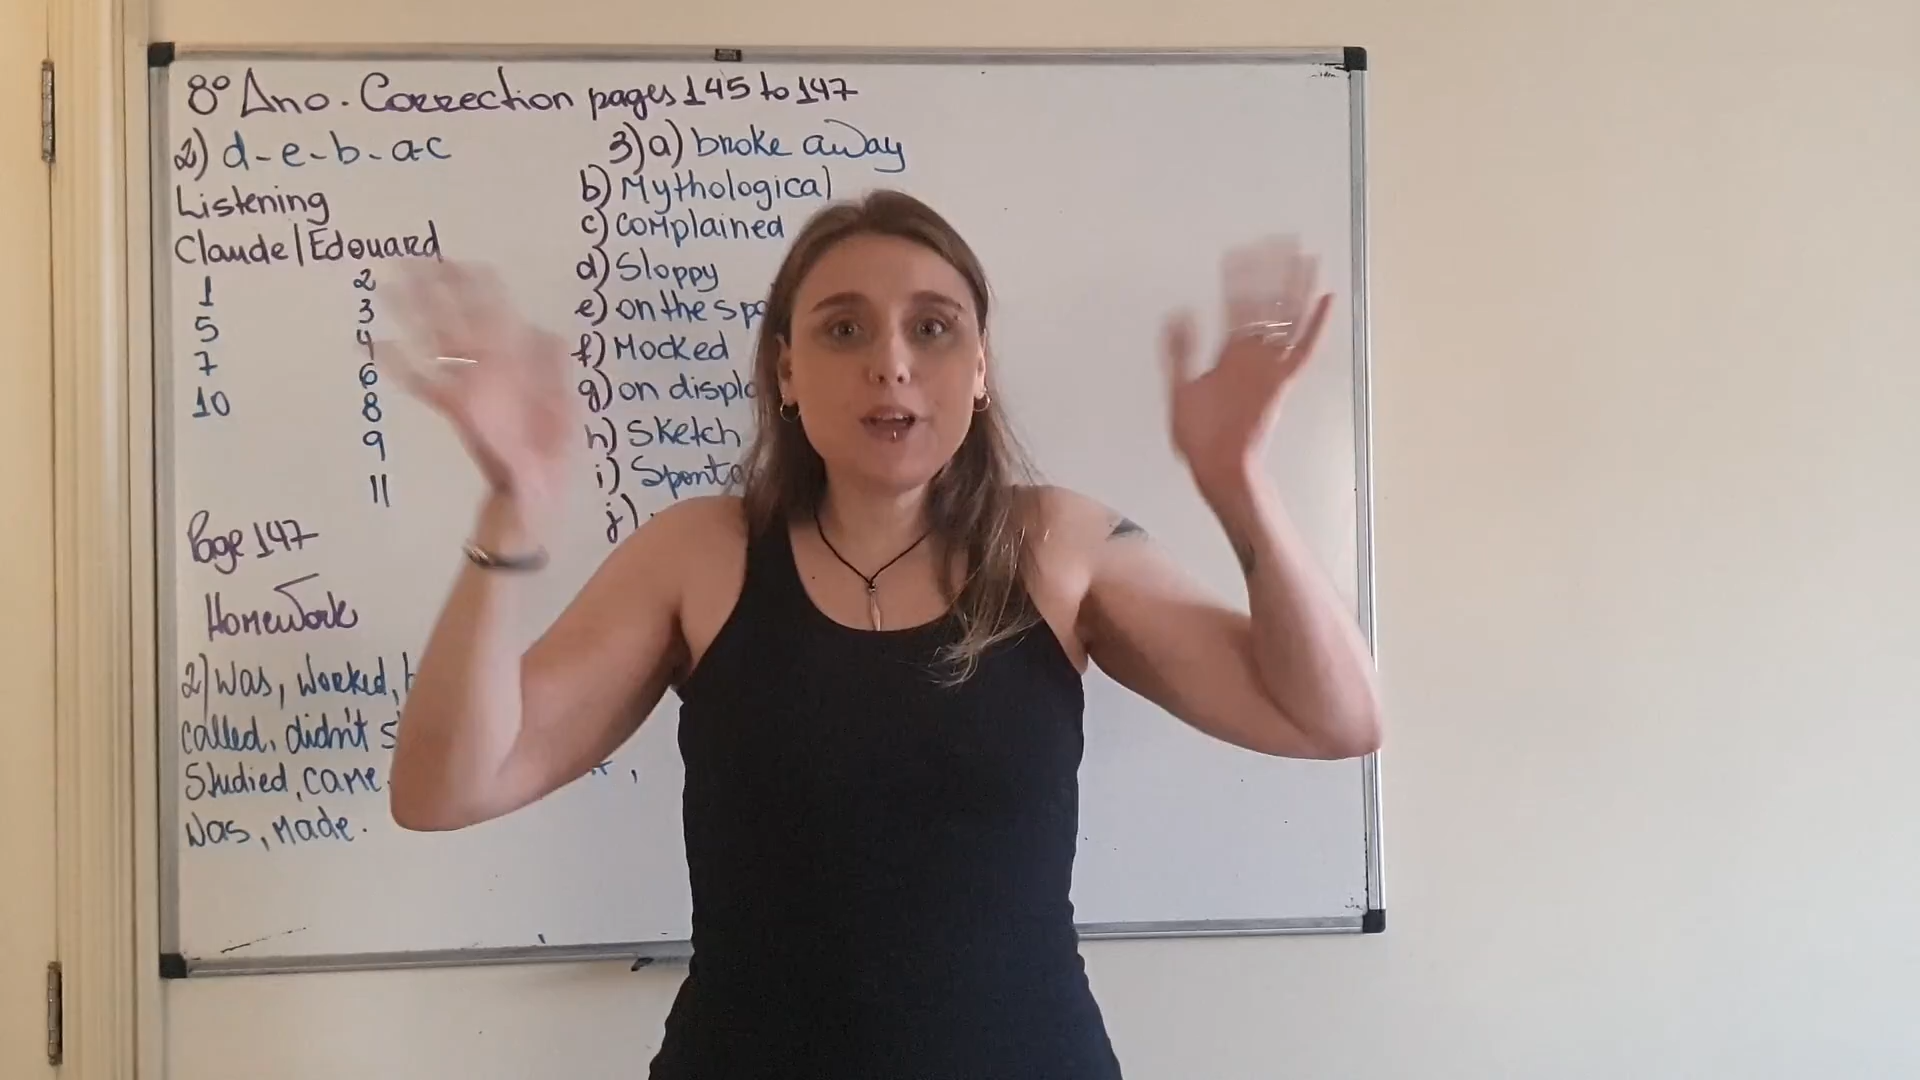 8º Ano. Correction pages 145 to 147
2) d-e-b-a-c
Listening
Claude/Edouard
1
5
7
10
2
3
4
6
8
9
11
Page 147
Homework
2) Was, worked,
called, didn't
Studied, came
was, made.
3) a) broke away
b) Mythological
c) complained
d) Sloppy
e) on the
f) Mocked
g) on
h) Sketch
i)
j)